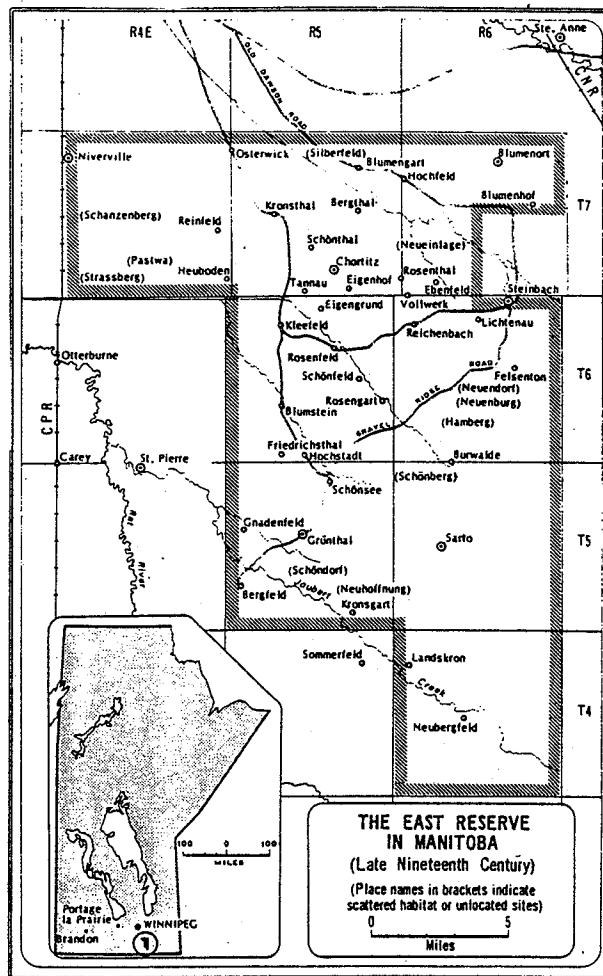 R4E
R5
R6
Ste. Anne
CNR
OLD DAWSON ROAD
Niverville
Osterwick
(Silberfeld)
Blumengart
Hochfeld
Blumenort
Blumenhof
T7
(Schanzenberg)
Reinfeld
Kronsthal
Bergthal
Schönthal
(Neueinlage)
(Pastwa)
Chortitz
(Strassberg)
Heuboden
Tannau
Eigenhof
Rosenthal
Ebenfeld
Steinbach
Vollwerk
Eigengrund
Kleefeld
Reichenbach
Lichtenau
Otterburne
Rosenfeld
Schönfeld
GRAVEL RIDGE ROAD
Felsenton
T6
(Neuendorf)
Rosengart
(Neuenburg)
CPR
Blumstein
(Hamberg)
Friedrichsthal
Hochstadt
Burwalde
Carey
St. Pierre
(Schönberg)
Schönsee
Rat River
Gnadenfeld
Grünthal
Sarto
T5
(Schöndorf)
Bergfeld
Joubert Creek
(Neuhoffnung)
Kronsgart
Sommerfeld
Landskron
Neubergfeld
T4
100 0 100
MILES
Portage la Prairie
WINNIPEG
Brandon
THE EAST RESERVE
IN MANITOBA
(Late Nineteenth Century)
(Place names in brackets indicate
scattered habitat or unlocated sites)
0 5
Miles